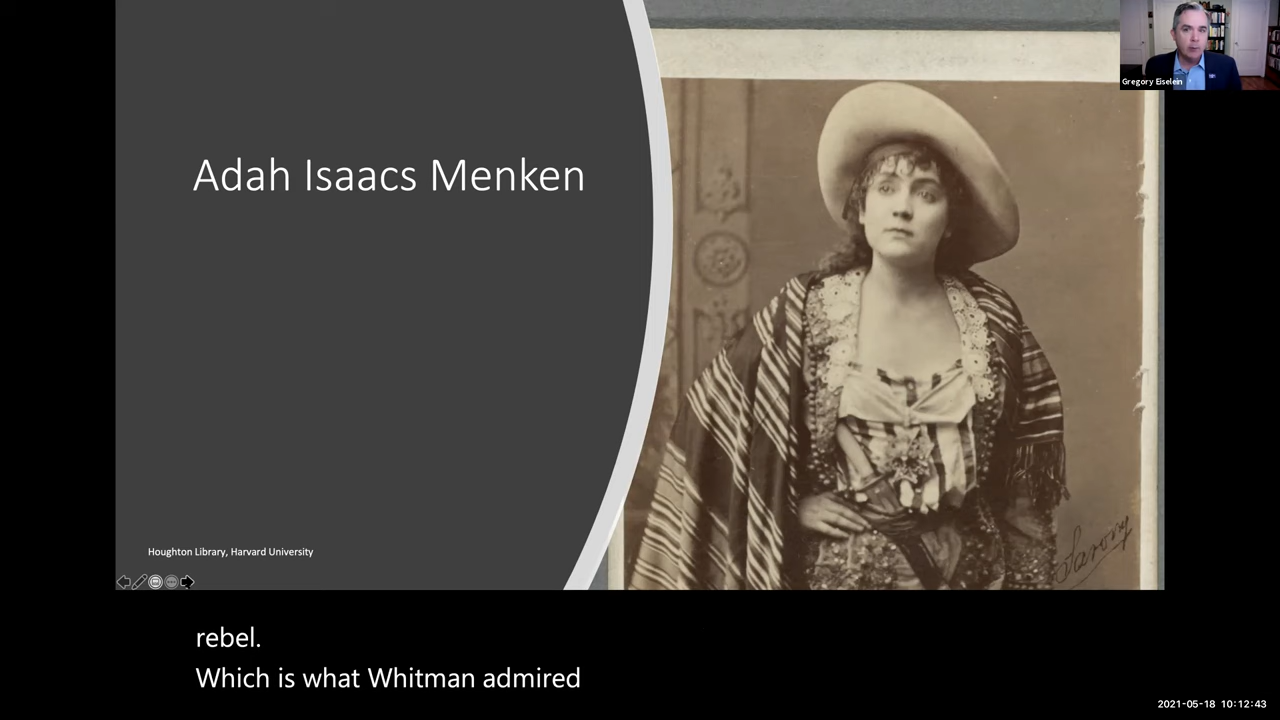 Adah Isaacs Menken
Gregory Eiselein
Sarony
Houghton Library, Harvard University
rebel.
Which is what Whitman admired
2021-05-18 10:12:43